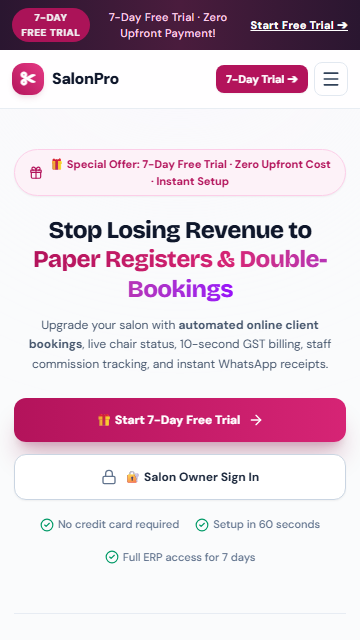 7-DAY
FREE TRIAL
7-Day Free Trial · Zero
Upfront Payment!
Start Free Trial ➔
SalonPro
7-Day Trial ➔
🎁 Special Offer: 7-Day Free Trial · Zero Upfront Cost
· Instant Setup
Stop Losing Revenue to
Paper Registers & Double-
Bookings
Upgrade your salon with automated online client
bookings, live chair status, 10-second GST billing, staff
commission tracking, and instant WhatsApp receipts.
🎁 Start 7-Day Free Trial →
🔐 Salon Owner Sign In
No credit card required
Setup in 60 seconds
Full ERP access for 7 days